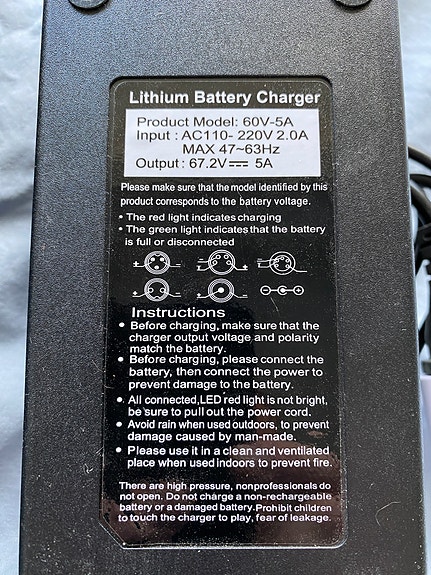 Lithium Battery Charger
Product Model: 60V-5A
Input : AC110- 220V 2.0A
MAX 47~63Hz
Output : 67.2V⎓ 5A
Please make sure that the model identified by this
product corresponds to the battery voltage.
• The red light indicates charging
• The green light indicates that the battery
is full or disconnected
Instructions
• Before charging, make sure that the
charger output voltage and polarity
match the battery.
• Before charging, please connect the
battery, then connect the power to
prevent damage to the battery.
• All connected,LED red light is not bright,
be sure to pull out the power cord.
• Avoid rain when used outdoors, to prevent
damage caused by man-made.
• Please use it in a clean and ventilated
place when used indoors to prevent fire.
There are high pressure, nonprofessionals do
not open. Do not charge a non-rechargeable
battery or a damaged battery.Prohibit children
to touch the charger to play, fear of leakage.